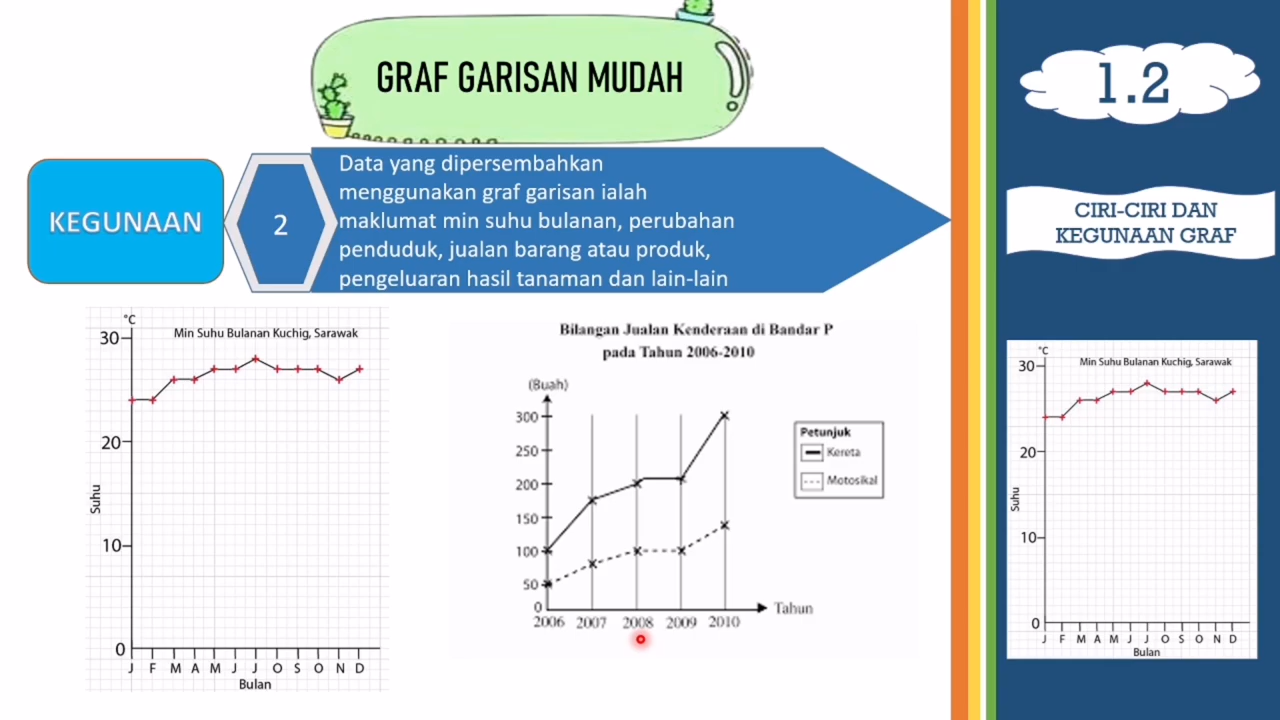 GRAF GARISAN MUDAH
1.2
KEGUNAAN
2
Data yang dipersembahkan
menggunakan graf garisan ialah
maklumat min suhu bulanan, perubahan
penduduk, jualan barang atau produk,
pengeluaran hasil tanaman dan lain-lain
CIRI-CIRI DAN
KEGUNAAN GRAF
°C
Min Suhu Bulanan Kuchig, Sarawak
30
20
10
0
Suhu
J F M A M J J O S O N D
Bulan
Bilangan Jualan Kenderaan di Bandar P
pada Tahun 2006-2010
(Buah)
300
250
200
150
100
50
0
2006 2007 2008 2009 2010
Tahun
Petunjuk
Kereta
Motosikal
°C
Min Suhu Bulanan Kuchig, Sarawak
30
20
10
0
Suhu
J F M A M J J O S O N D
Bulan